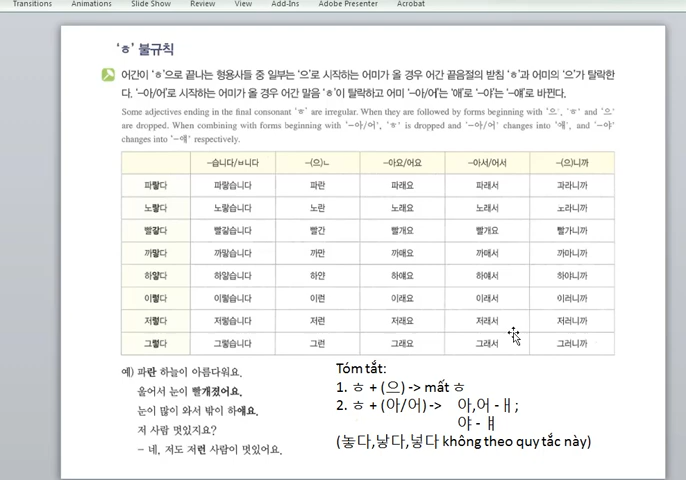 Transitions Animations Slide Show Review View Add-Ins Adobe Presenter Acrobat
‘ㅎ’ 불규칙
어간이 ‘ㅎ’으로 끝나는 형용사들 중 일부는 ‘으’로 시작하는 어미가 올 경우 어간 끝음절의 받침 ‘ㅎ’과 어미의 ‘으’가 탈락한
다. ‘-아/어’로 시작하는 어미가 올 경우 어간 말음 ‘ㅎ’이 탈락하고 어미 ‘-아/어’는 ‘애’로 ‘-야’는 ‘-얘’로 바뀐다.
Some adjectives ending in the final consonant ‘ㅎ’ are irregular. When they are followed by forms beginning with ‘으’, ‘ㅎ’ and ‘으’
are dropped. When combining with forms beginning with ‘-아/어’, ‘ㅎ’ is dropped and ‘-아/어’ changes into ‘애’, and ‘-야’
changes into ‘-얘’ respectively.
-습니다/ㅂ니다 -(으)ㄴ -아요/어요 -아서/어서 -(으)니까
파랗다 파랗습니다 파란 파래요 파래서 파라니까
노랗다 노랗습니다 노란 노래요 노래서 노라니까
빨갛다 빨갛습니다 빨간 빨개요 빨개요 빨가니까
까맣다 까맣습니다 까만 까매요 까매서 까마니까
하얗다 하얗습니다 하얀 하얘요 하얘서 하야니까
이렇다 이렇습니다 이런 이래요 이래서 이러니까
저렇다 저렇습니다 저런 저래요 저래서 저러니까
그렇다 그렇습니다 그런 그래요 그래서 그러니까
예) 파란 하늘이 아름다워요.
울어서 눈이 빨개졌어요.
눈이 많이 와서 밖이 하얘요.
저 사람 멋있지요?
- 네, 저도 저런 사람이 멋있어요.
Tóm tắt:
1. ㅎ + (으) -> mất ㅎ
2. ㅎ + (아/어) -> 아,어 - ㅐ;
야 - ㅒ
(놓다,낳다,넣다 không theo quy tắc này)